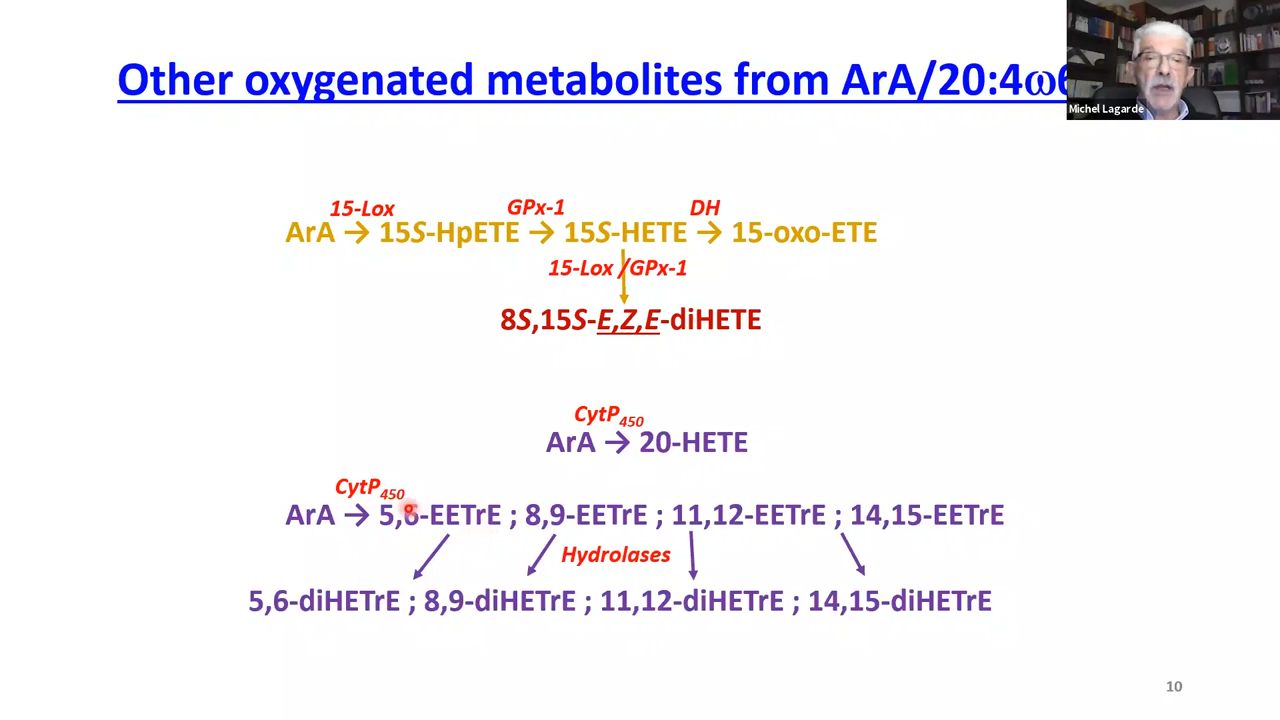 Other oxygenated metabolites from ArA/20:4ω6
Michel Lagarde
15-Lox GPx-1 DH
ArA → 15S-HpETE → 15S-HETE → 15-oxo-ETE
15-Lox /GPx-1
8S,15S-E,Z,E-diHETE
CytP450
ArA → 20-HETE
CytP450
ArA → 5,6-EETrE ; 8,9-EETrE ; 11,12-EETrE ; 14,15-EETrE
Hydrolases
5,6-diHETrE ; 8,9-diHETrE ; 11,12-diHETrE ; 14,15-diHETrE
10